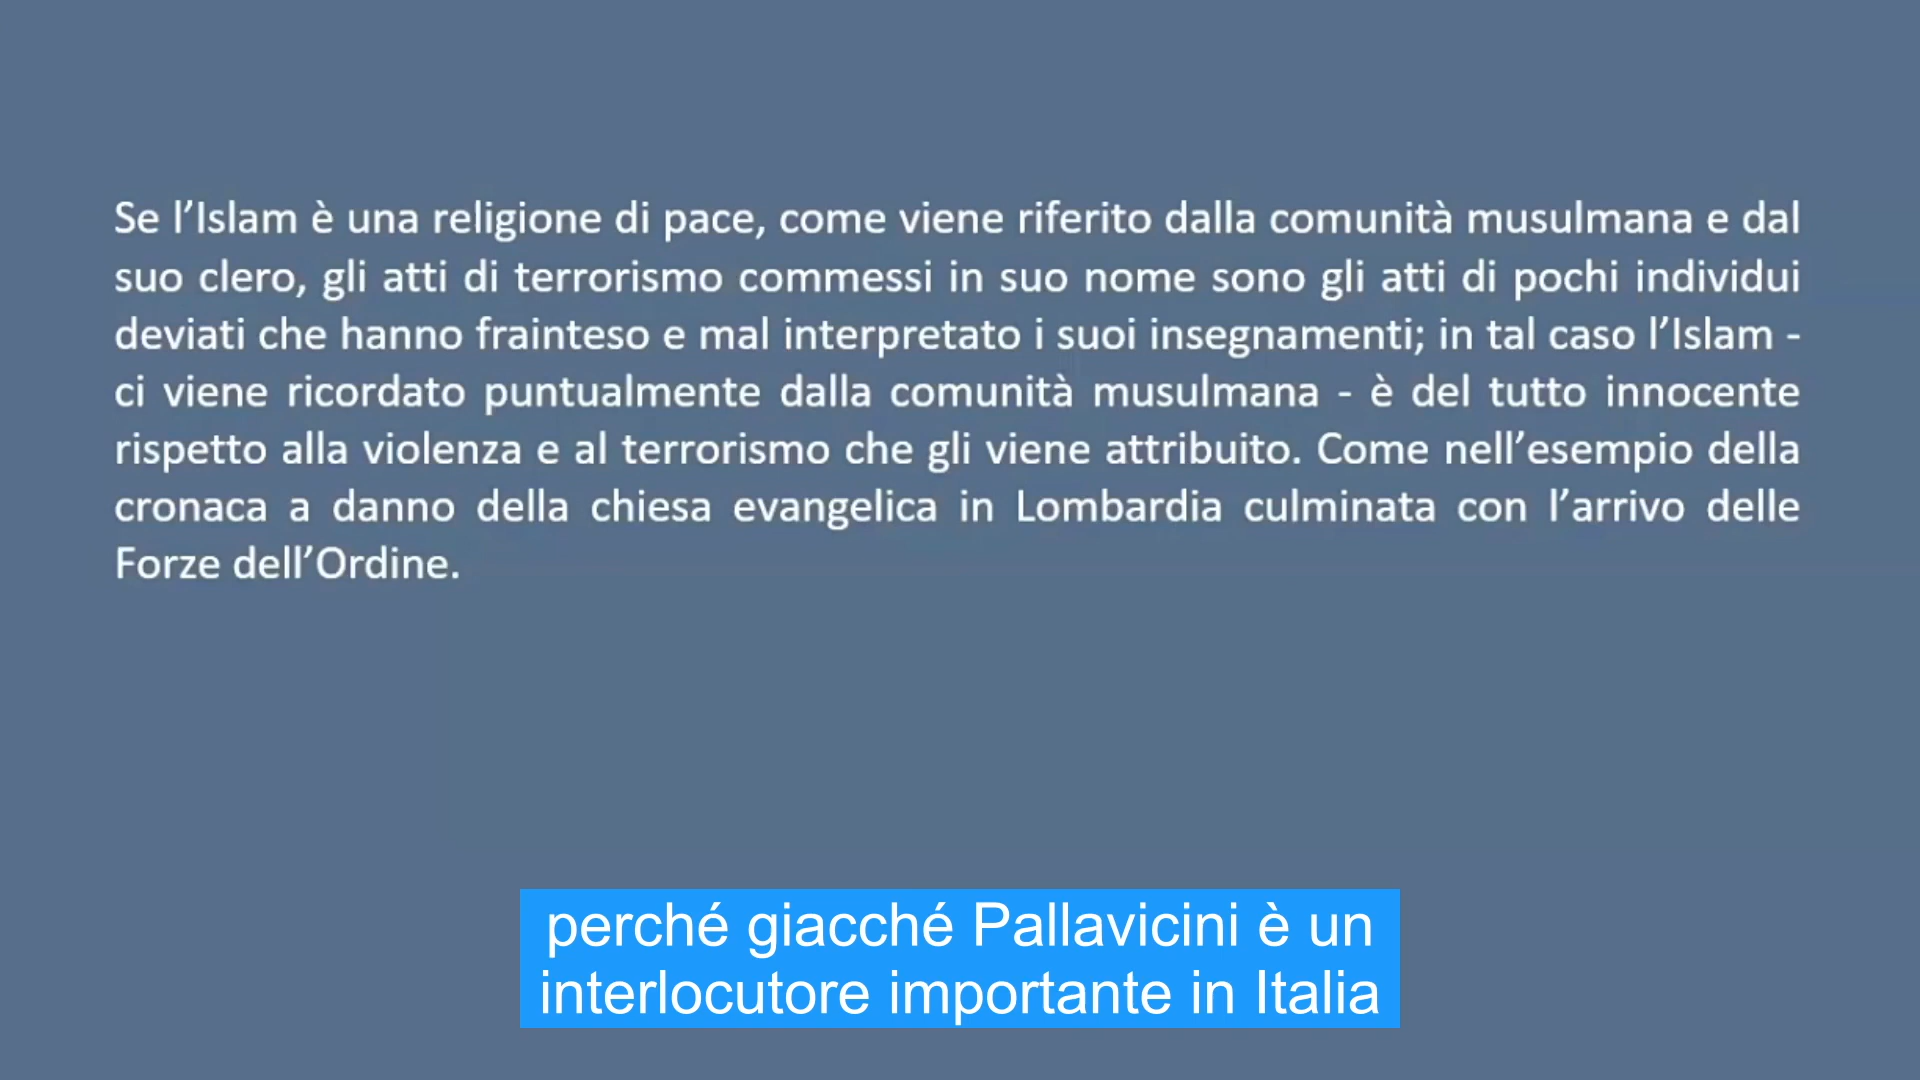 Se l’Islam è una religione di pace, come viene riferito dalla comunità musulmana e dal
suo clero, gli atti di terrorismo commessi in suo nome sono gli atti di pochi individui
deviati che hanno frainteso e mal interpretato i suoi insegnamenti; in tal caso l’Islam -
ci viene ricordato puntualmente dalla comunità musulmana - è del tutto innocente
rispetto alla violenza e al terrorismo che gli viene attribuito. Come nell’esempio della
cronaca a danno della chiesa evangelica in Lombardia culminata con l’arrivo delle
Forze dell’Ordine.
perché giacché Pallavicini è un
interlocutore importante in Italia